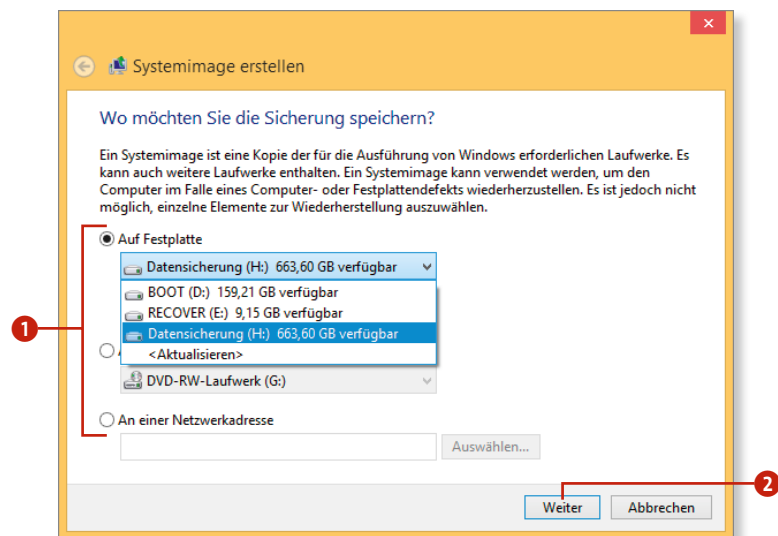 Systemimage erstellen
Wo möchten Sie die Sicherung speichern?
Ein Systemimage ist eine Kopie der für die Ausführung von Windows erforderlichen Laufwerke. Es
kann auch weitere Laufwerke enthalten. Ein Systemimage kann verwendet werden, um den
Computer im Falle eines Computer- oder Festplattendefekts wiederherzustellen. Es ist jedoch nicht
möglich, einzelne Elemente zur Wiederherstellung auszuwählen.
Auf Festplatte
Datensicherung (H:) 663,60 GB verfügbar
BOOT (D:) 159,21 GB verfügbar
RECOVER (E:) 9,15 GB verfügbar
1
Datensicherung (H:) 663,60 GB verfügbar
<Aktualisieren>
DVD-RW-Laufwerk (G:)
An einer Netzwerkadresse
Auswählen...
2
Weiter Abbrechen